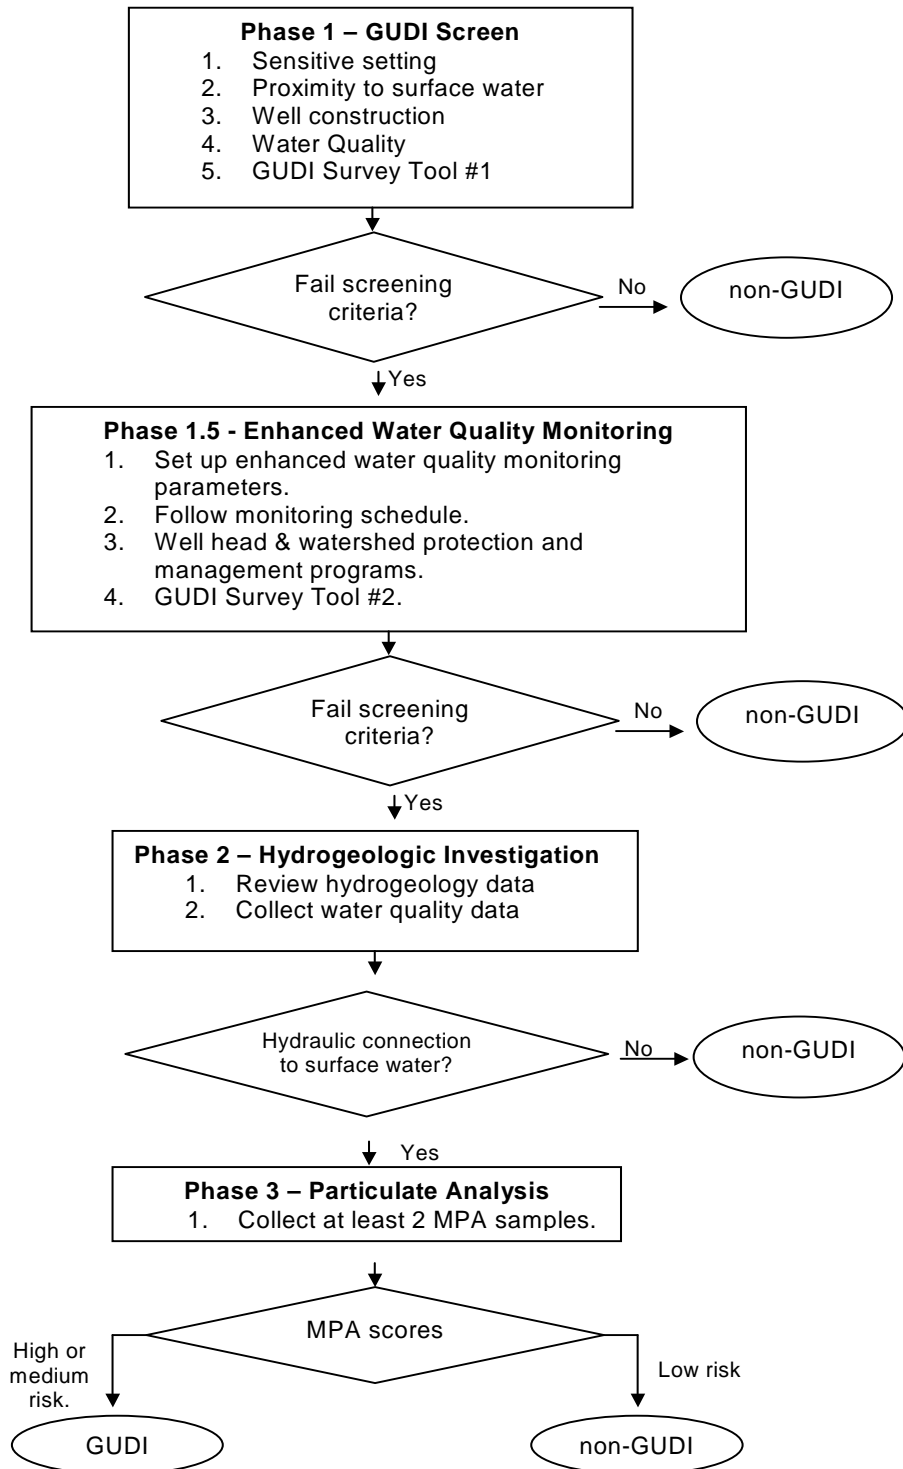 Phase 1 – GUDI Screen
1. Sensitive setting
2. Proximity to surface water
3. Well construction
4. Water Quality
5. GUDI Survey Tool #1
Fail screening
criteria?
No
non-GUDI
Yes
Phase 1.5 - Enhanced Water Quality Monitoring
1. Set up enhanced water quality monitoring
parameters.
2. Follow monitoring schedule.
3. Well head & watershed protection and
management programs.
4. GUDI Survey Tool #2.
Fail screening
criteria?
No
non-GUDI
Yes
Phase 2 – Hydrogeologic Investigation
1. Review hydrogeology data
2. Collect water quality data
Hydraulic connection
to surface water?
No
non-GUDI
Yes
Phase 3 – Particulate Analysis
1. Collect at least 2 MPA samples.
MPA scores
High or
medium
risk.
Low risk
GUDI
non-GUDI